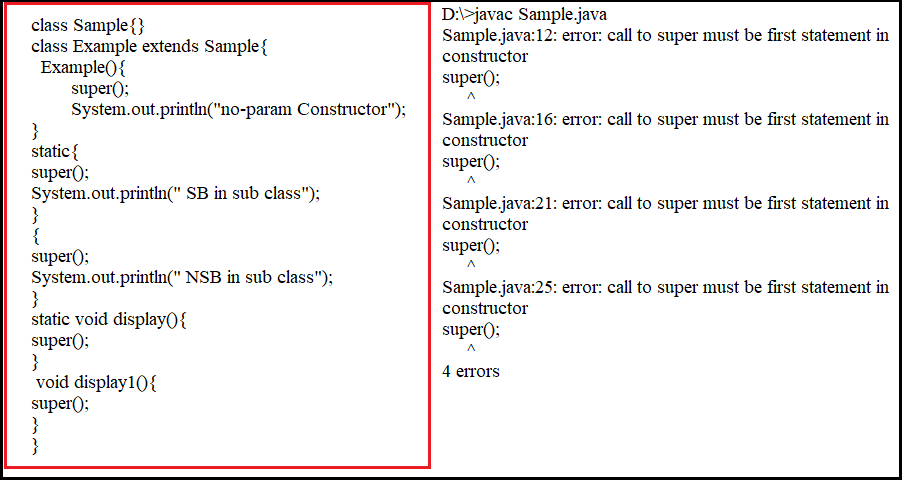 class Sample{}
class Example extends Sample{
Example(){
super();
System.out.println("no-param Constructor");
}
static{
super();
System.out.println(" SB in sub class");
}
{
super();
System.out.println(" NSB in sub class");
}
static void display(){
super();
}
void display1(){
super();
}
}
D:\>javac Sample.java
Sample.java:12: error: call to super must be first statement in
constructor
super();
^
Sample.java:16: error: call to super must be first statement in
constructor
super();
^
Sample.java:21: error: call to super must be first statement in
constructor
super();
^
Sample.java:25: error: call to super must be first statement in
constructor
super();
^
4 errors